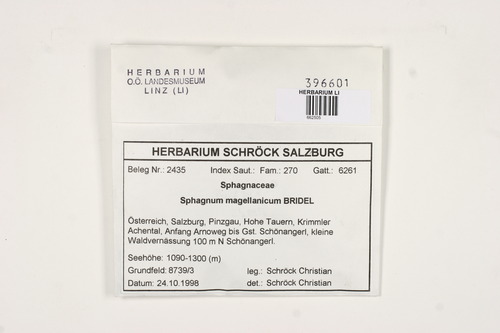 HERBARIUM
O.Ö. LANDESMUSEUM
LINZ (LI)
396601
HERBARIUM LI
HERBARIUM SCHRÖCK SALZBURG
Beleg Nr.: 2435 Index Saut.: Fam.: 270 Gatt.: 6261
Sphagnaceae
Sphagnum magellanicum BRIDEL
Österreich, Salzburg, Pinzgau, Hohe Tauern, Krimmler
Achental, Anfang Arnoweg bis Gst. Schönangerl, kleine
Waldvernässung 100 m N Schönangerl.
Seehöhe: 1090-1300 (m)
Grundfeld: 8739/3 leg.: Schröck Christian
Datum: 24.10.1998 det.: Schröck Christian